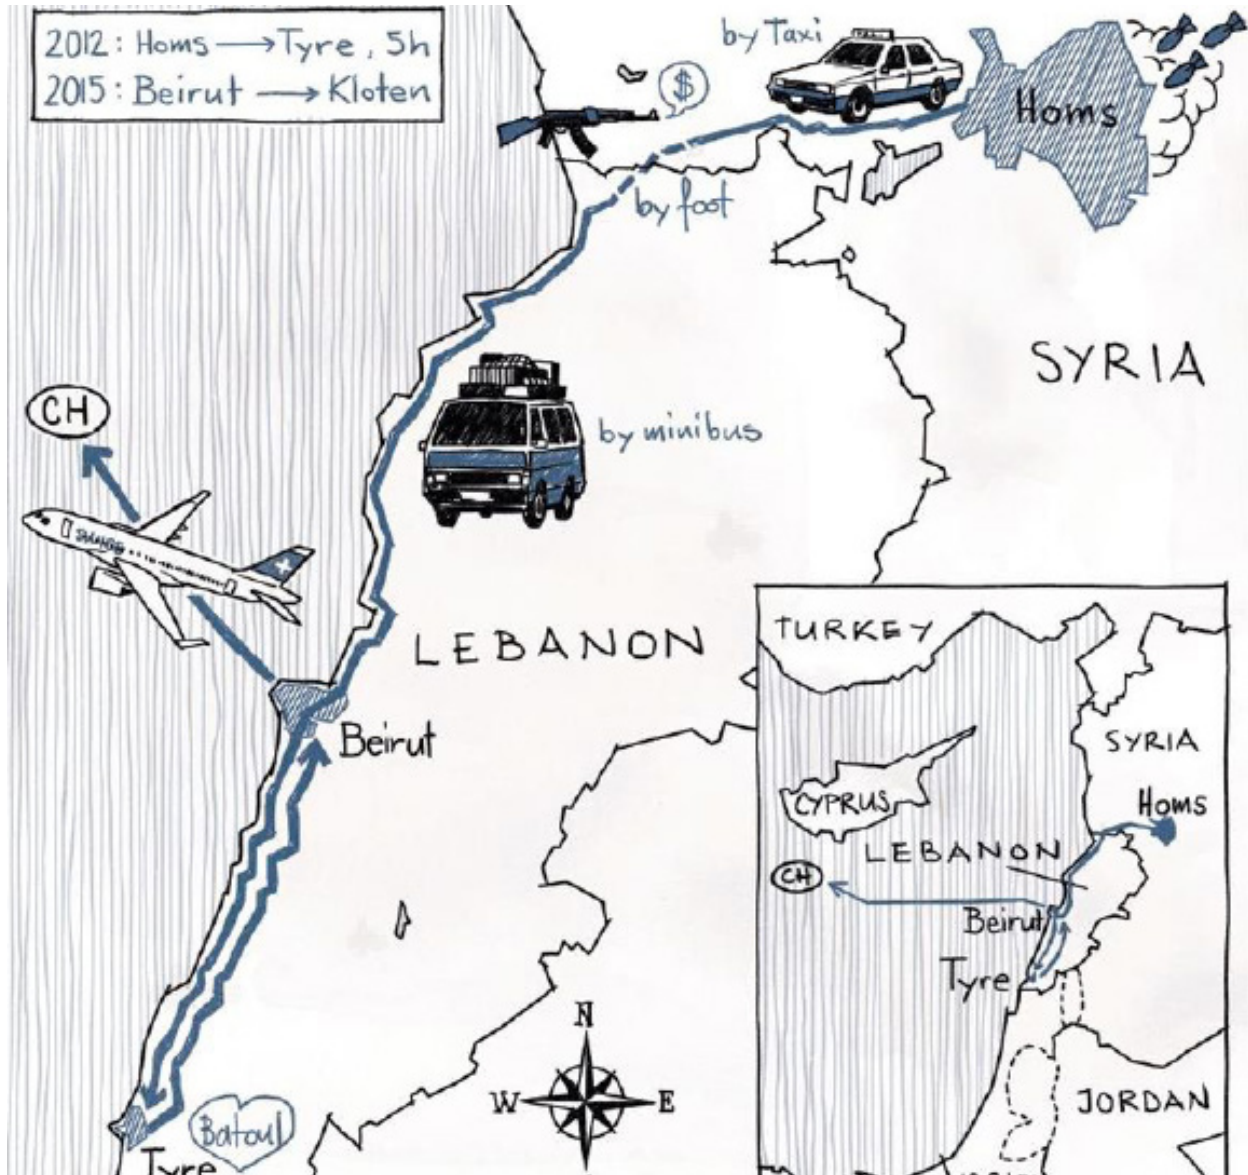 2012: Homs → Tyre, 5h
2015: Beirut → Kloten
by Taxi
$
Homs
by foot
SYRIA
CH
by minibus
LEBANON
Beirut
N
W E
Batoul
Tyre
TURKEY
SYRIA
CYPRUS
Homs
LEBANON
CH
Beirut
Tyre
JORDAN